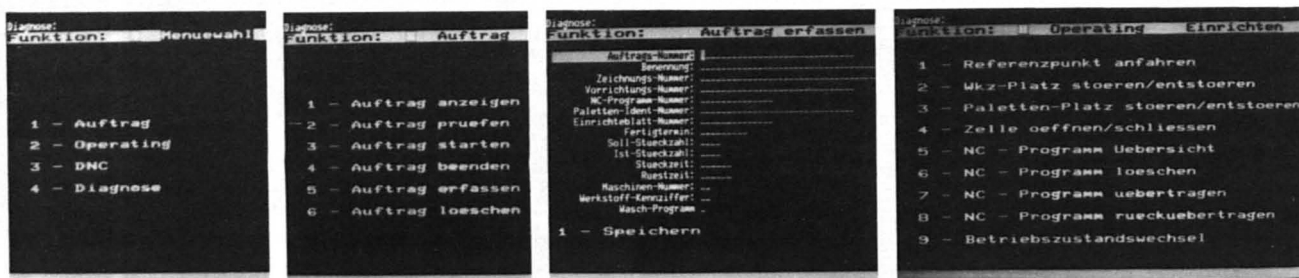 Diagnose:
Funktion: Menuewahl
1 - Auftrag
2 - Operating
3 - DNC
4 - Diagnose
Diagnose:
Funktion: Auftrag
1 - Auftrag anzeigen
2 - Auftrag pruefen
3 - Auftrag starten
4 - Auftrag beenden
5 - Auftrag erfassen
6 - Auftrag loeschen
Diagnose:
Funktion: Auftrag erfassen
Auftrags-Nummer:
Benennung:
Zeichnungs-Nummer:
Vorrichtungs-Nummer:
NC-Programm-Nummer:
Paletten-Ident-Nummer:
Einrichteblatt-Nummer:
Fertigtermin:
Soll-Stueckzahl:
Ist-Stueckzahl:
Stueckzeit:
Ruestzeit:
Maschinen-Nummer:
Werkstoff-Kennziffer:
Wasch-Programm
1 - Speichern
Diagnose:
Funktion: Operating Einrichten
1 - Referenzpunkt anfahren
2 - Wkz-Platz stoeren/entstoeren
3 - Paletten-Platz stoeren/entstoeren
4 - Zelle oeffnen/schliessen
5 - NC - Programm Uebersicht
6 - NC - Programm loeschen
7 - NC - Programm uebertragen
8 - NC - Programm rueckuebertragen
9 - Betriebszustandswechsel